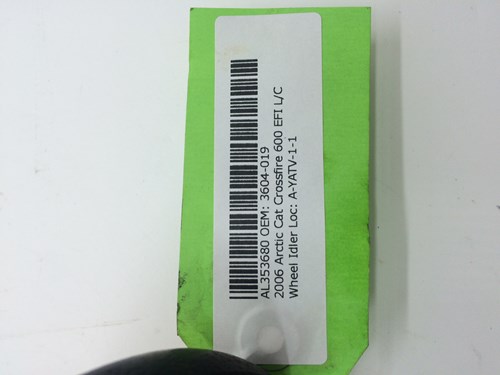 AL353680 OEM: 3604-019
2006 Arctic Cat Crossfire 600 EFI L/C
Wheel Idler Loc: A-YATV-1-1